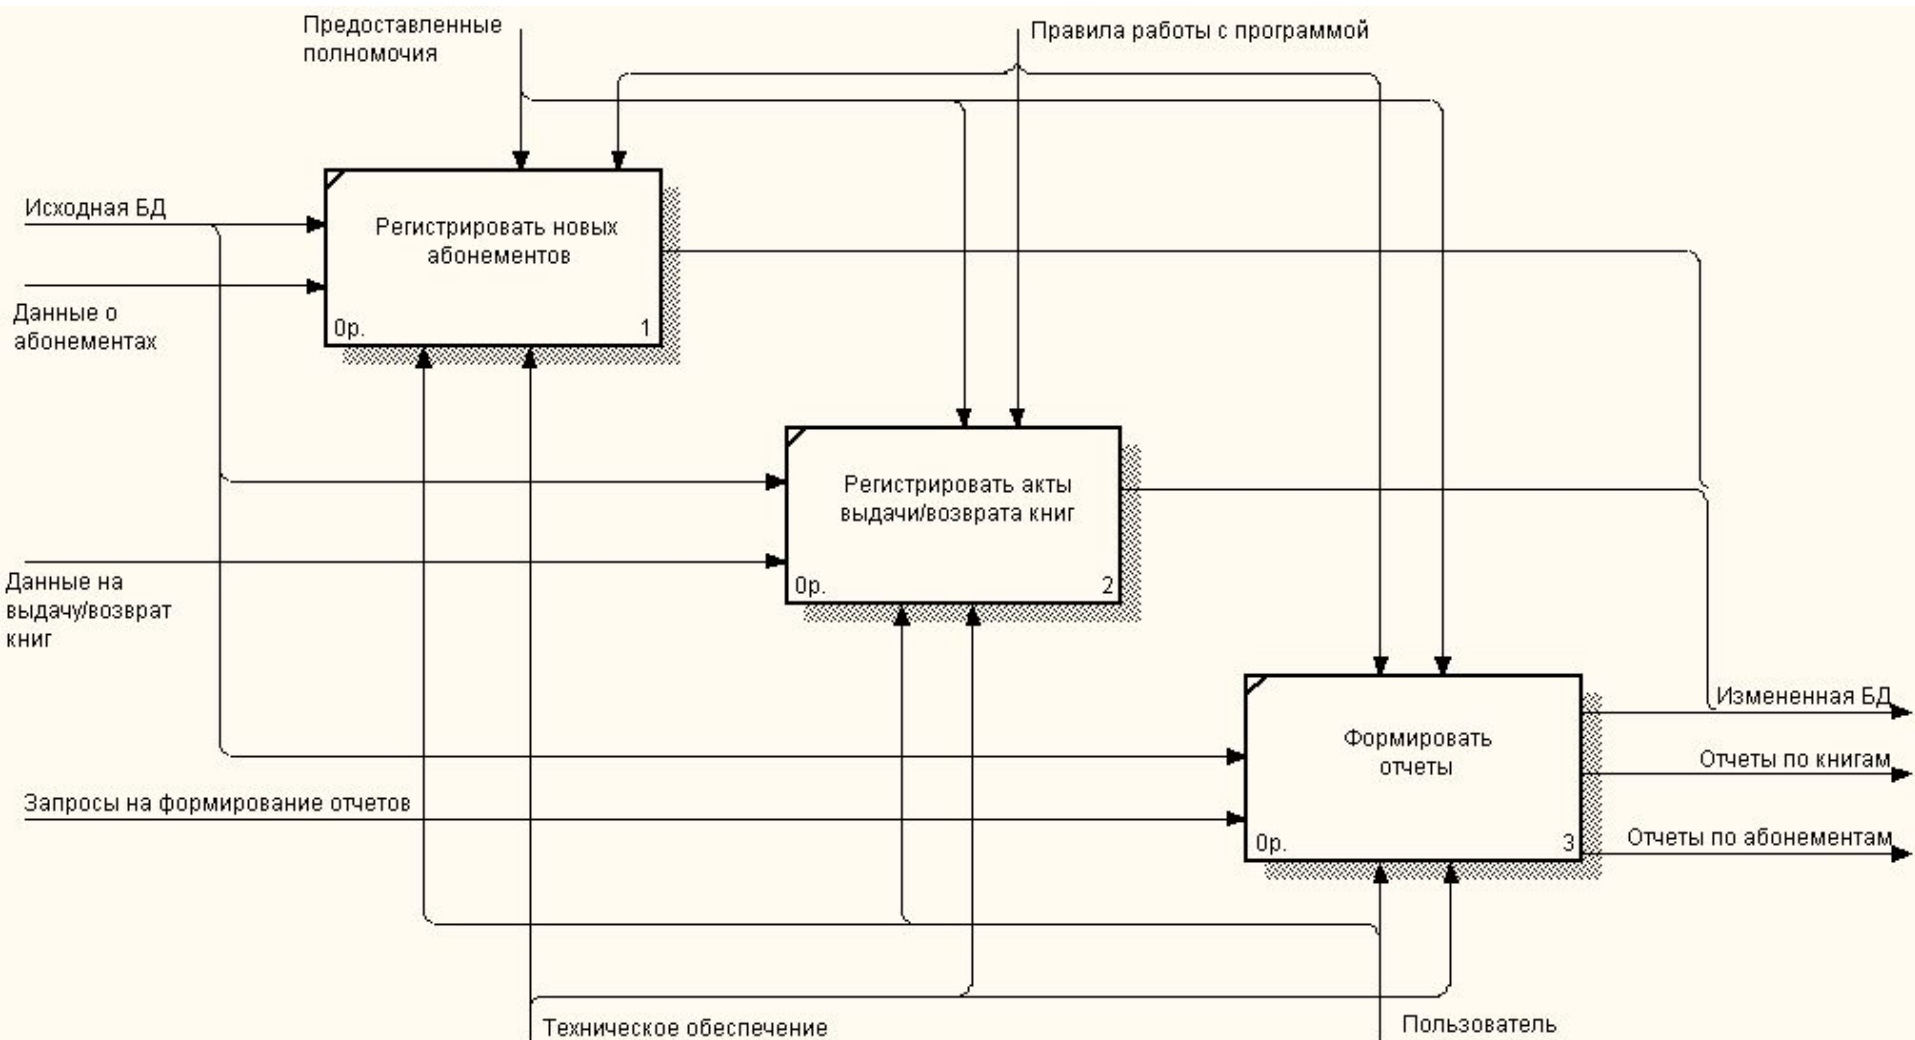 Предоставленные
полномочия
Правила работы с программой
Исходная БД
Регистрировать новых
абонементов
Данные о
абонементах
0р.
1
Регистрировать акты
выдачи/возврата книг
Данные на
выдачу/возврат
книг
0р.
2
Измененная БД
Формировать
отчеты
Отчеты по книгам
Запросы на формирование отчетов
0р.
3
Отчеты по абонементам
Техническое обеспечение
Пользователь